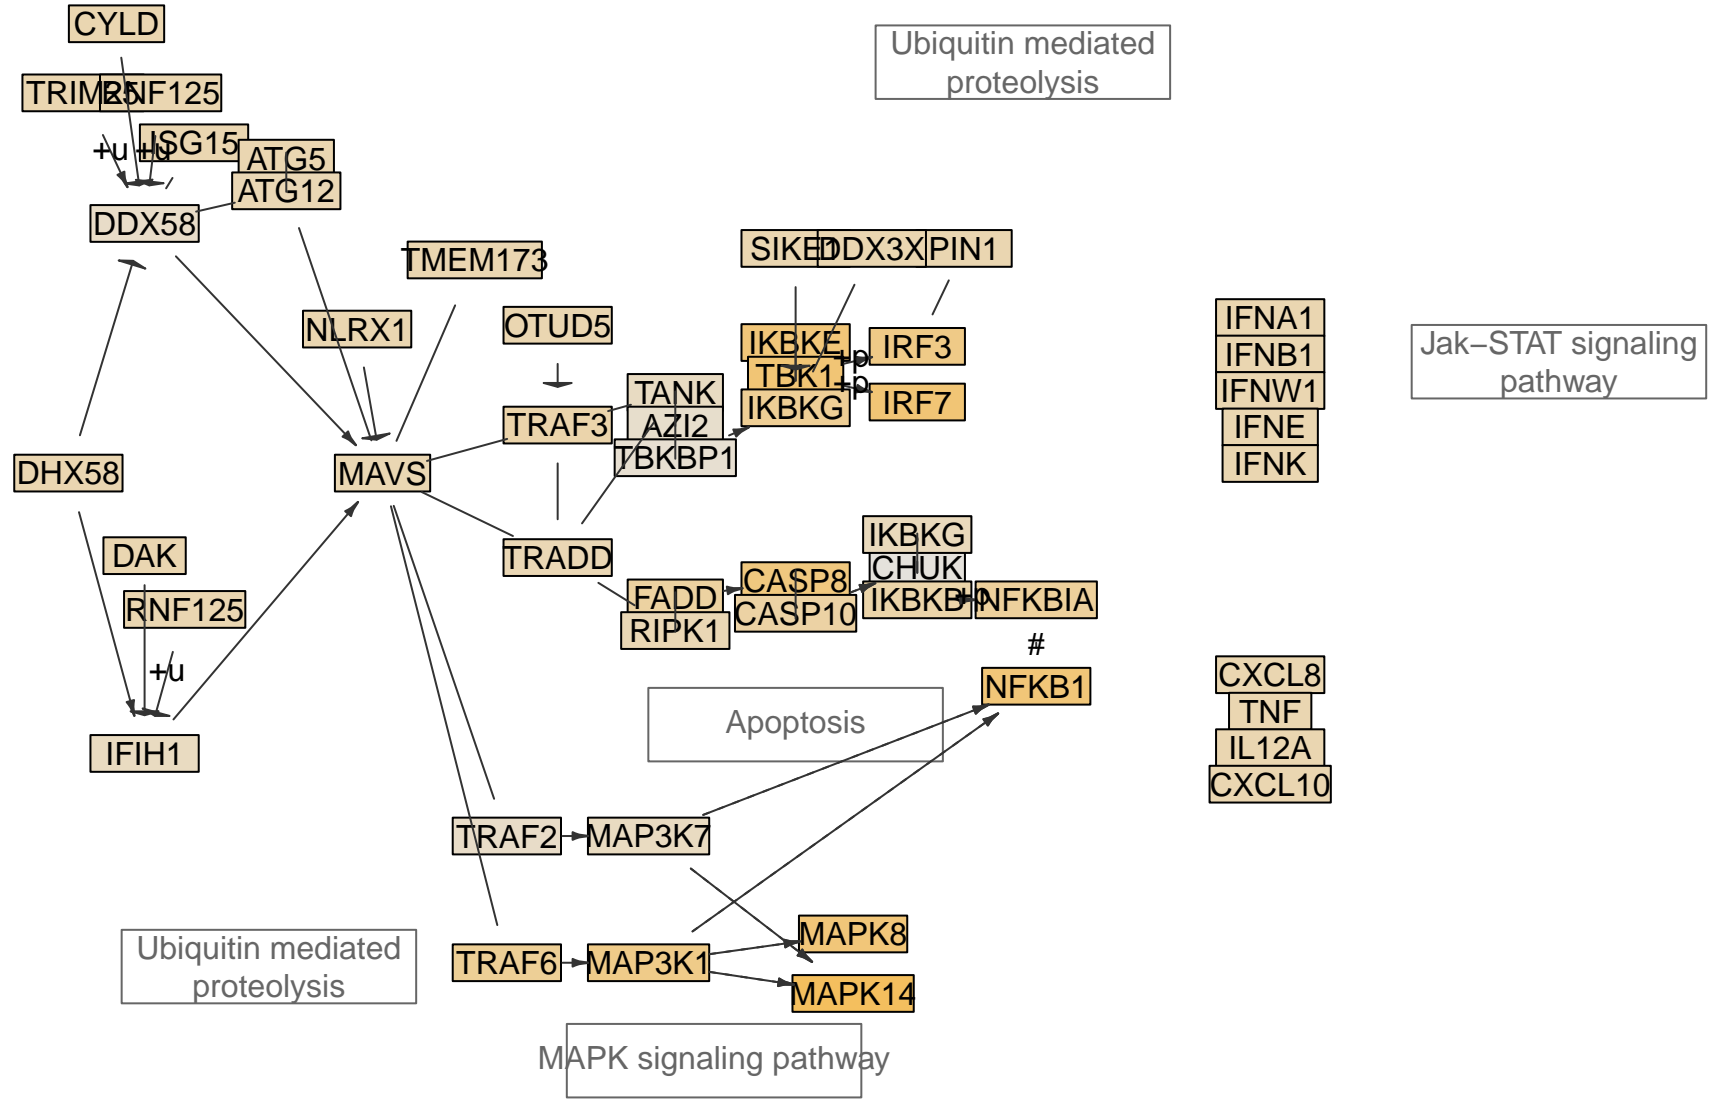 CYLD
Ubiquitin mediated
proteolysis
TRIM25
RNF125
+u
+u
ISG15
ATG5
ATG12
DDX58
TMEM173
SIKE1
DDX3X
PIN1
NLRX1
OTUD5
IKBKE
TBK1
IKBKG
+p
+p
IRF3
IRF7
IFNA1
IFNB1
IFNW1
IFNE
IFNK
Jak−STAT signaling
pathway
TRAF3
TANK
AZI2
TBKBP1
DHX58
MAVS
DAK
RNF125
+u
TRADD
FADD
RIPK1
CASP8
CASP10
IKBKG
CHUK
IKBKB
+p
NFKBIA
#
NFKB1
CXCL8
TNF
IL12A
CXCL10
IFIH1
Apoptosis
TRAF2
MAP3K7
TRAF6
MAP3K1
MAPK8
MAPK14
Ubiquitin mediated
proteolysis
MAPK signaling pathway